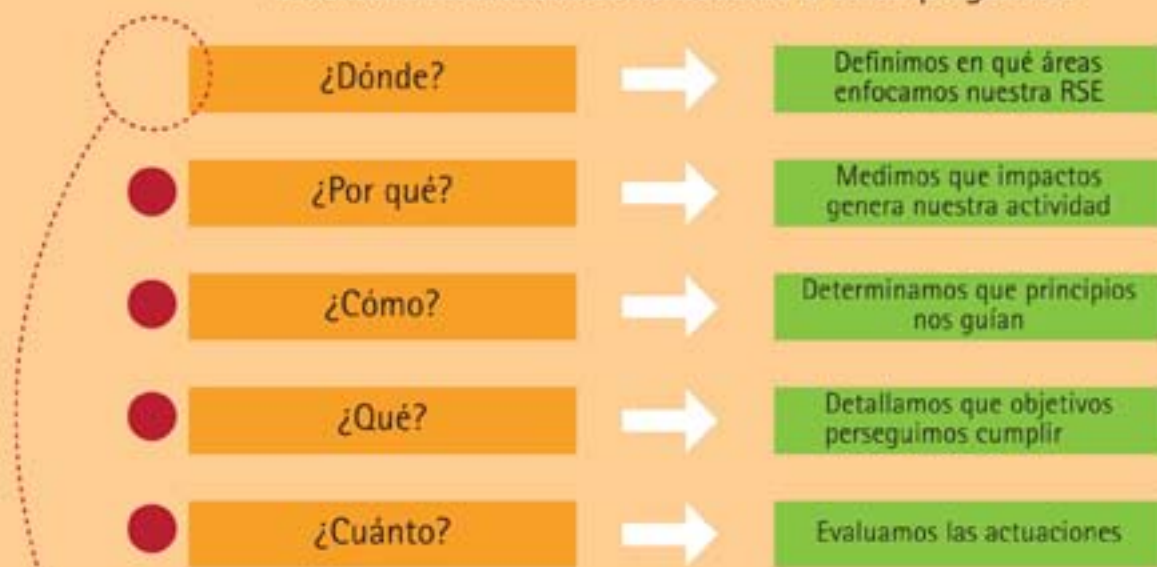 ¿Dónde?
Definimos en qué áreas
enfocamos nuestra RSE
¿Por qué?
Medimos que impactos
genera nuestra actividad
¿Cómo?
Determinamos que principios
nos guían
¿Qué?
Detallamos que objetivos
perseguimos cumplir
¿Cuánto?
Evaluamos las actuaciones